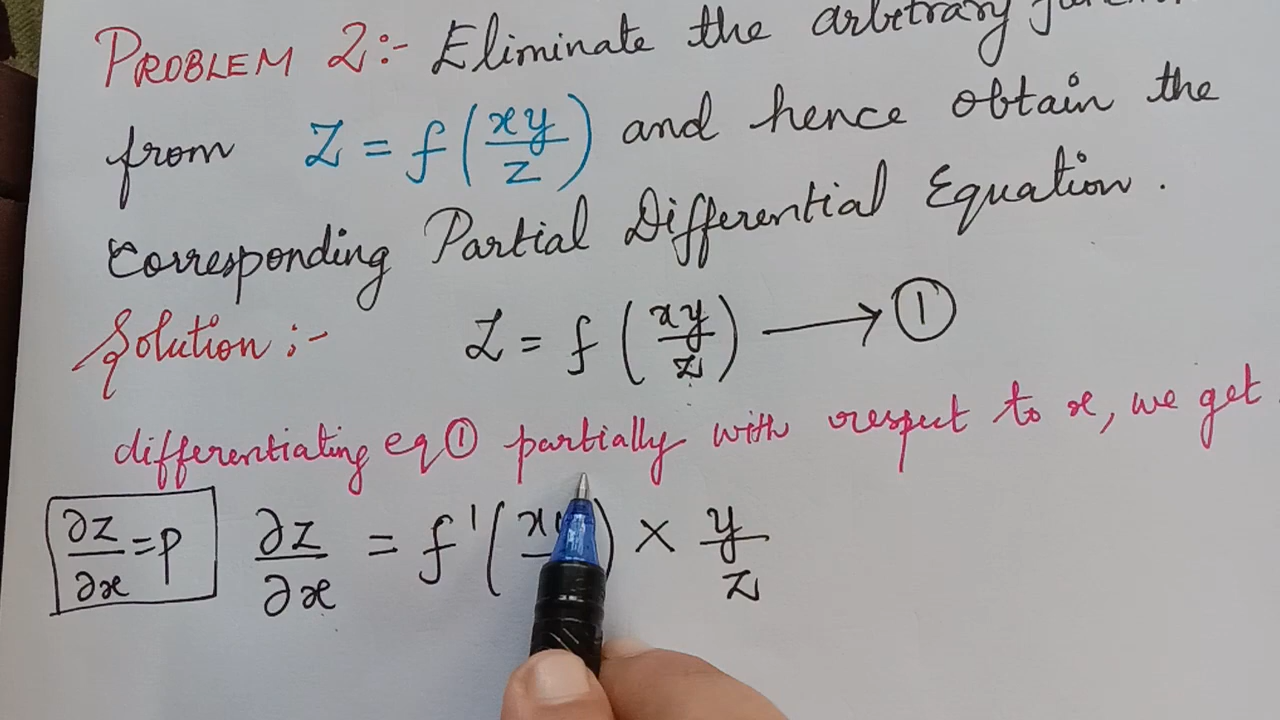 PROBLEM 2:- Eliminate the arbitrary
from Z = f(xy/z) and hence obtain the
Corresponding Partial Differential Equation.
Solution :- Z = f(xy/z) → ①
differentiating eq ① partially with respect to x, we get.
∂z/∂x = p ∂z/∂x = f'( ) × y/z